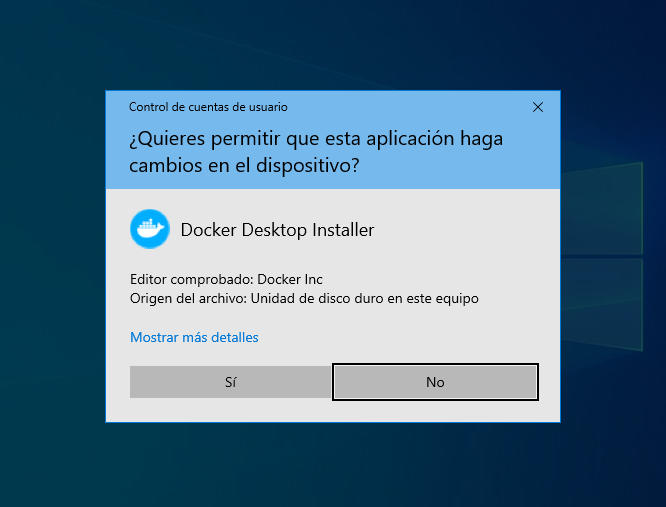 Control de cuentas de usuario
¿Quieres permitir que esta aplicación haga
cambios en el dispositivo?
Docker Desktop Installer
Editor comprobado: Docker Inc
Origen del archivo: Unidad de disco duro en este equipo
Mostrar más detalles
Sí
No